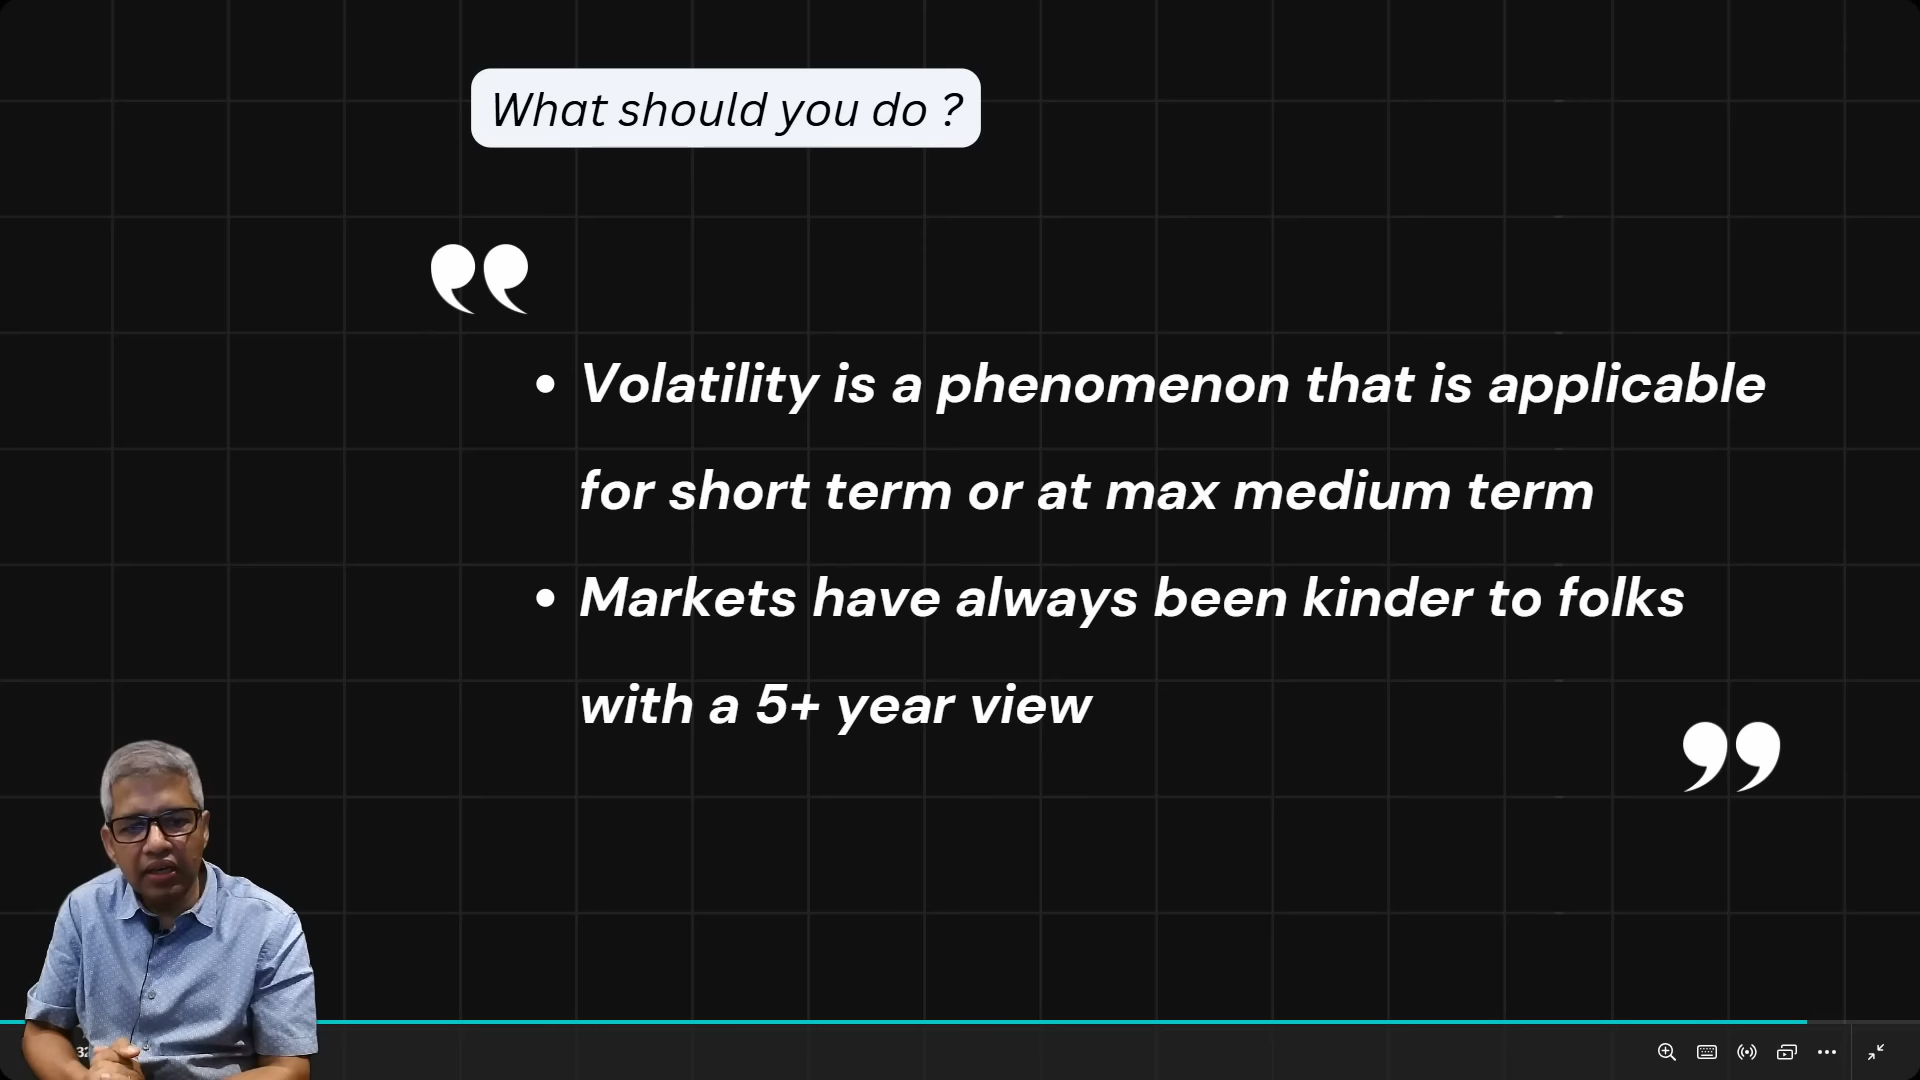 What should you do ?
• Volatility is a phenomenon that is applicable
for short term or at max medium term
• Markets have always been kinder to folks
with a 5+ year view
32